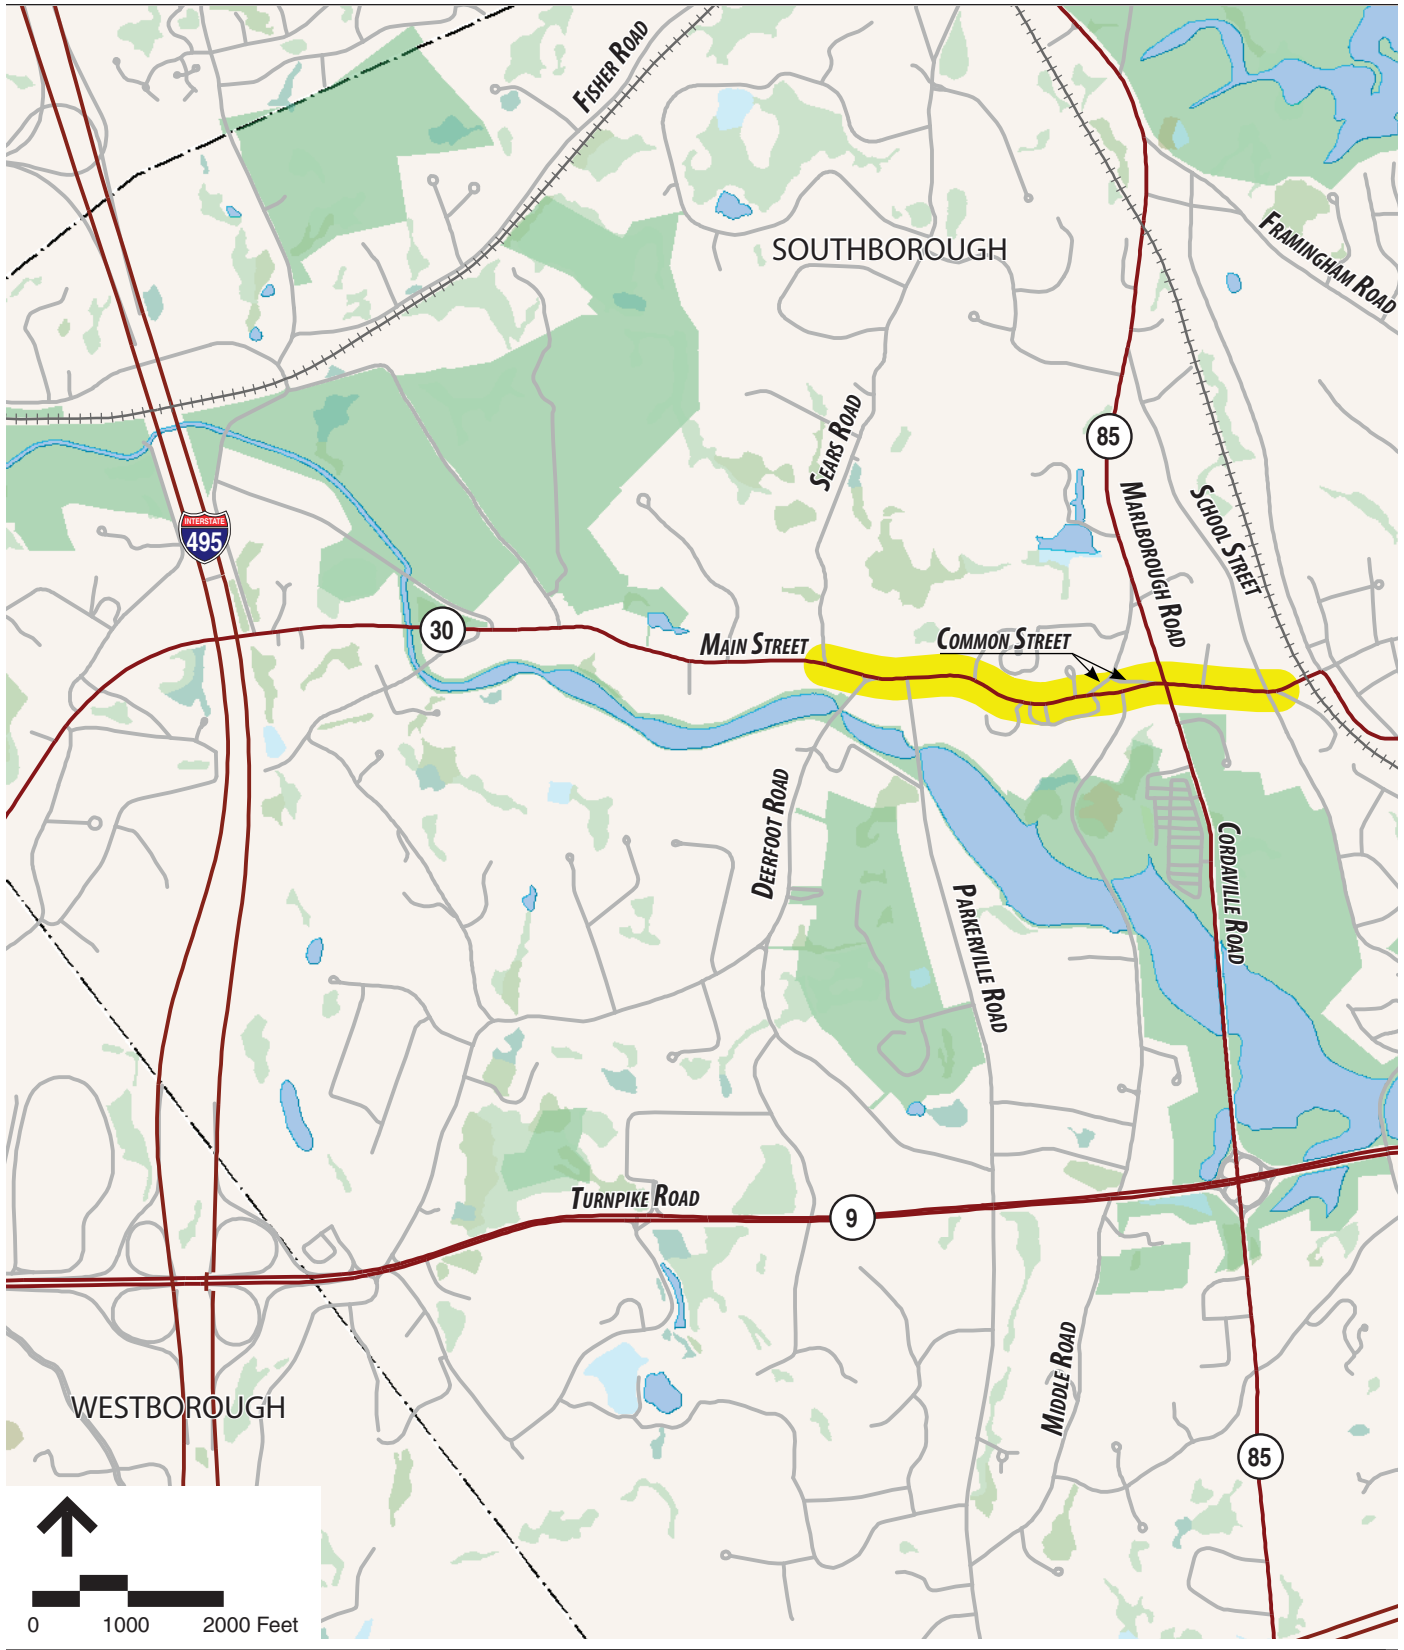 FISHER ROAD
SOUTHBOROUGH
FRAMINGHAM ROAD
SEARS ROAD
85
MARLBOROUGH ROAD
SCHOOL STREET
INTERSTATE
495
30
MAIN STREET
COMMON STREET
DEERFOOT ROAD
CORDAVILLE ROAD
PARKERVILLE ROAD
TURNPIKE ROAD
9
MIDDLE ROAD
WESTBOROUGH
85
0 1000 2000 Feet